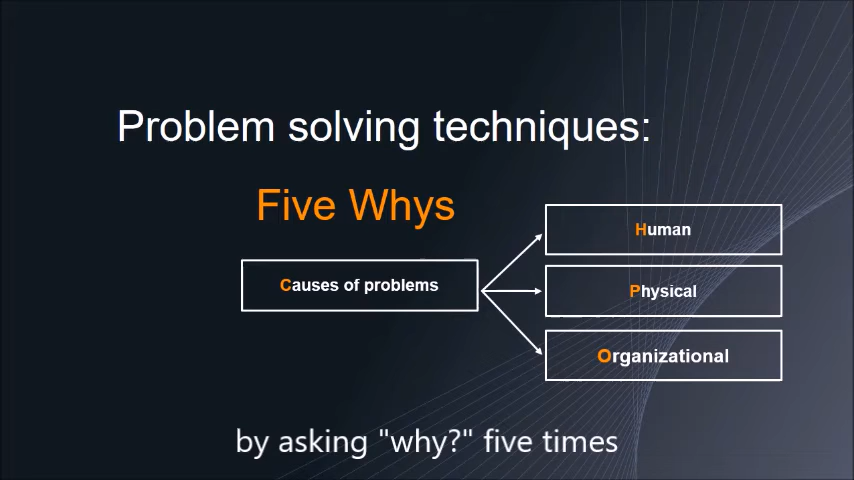 Problem solving techniques:
Five Whys
Causes of problems
Human
Physical
Organizational
by asking "why?" five times